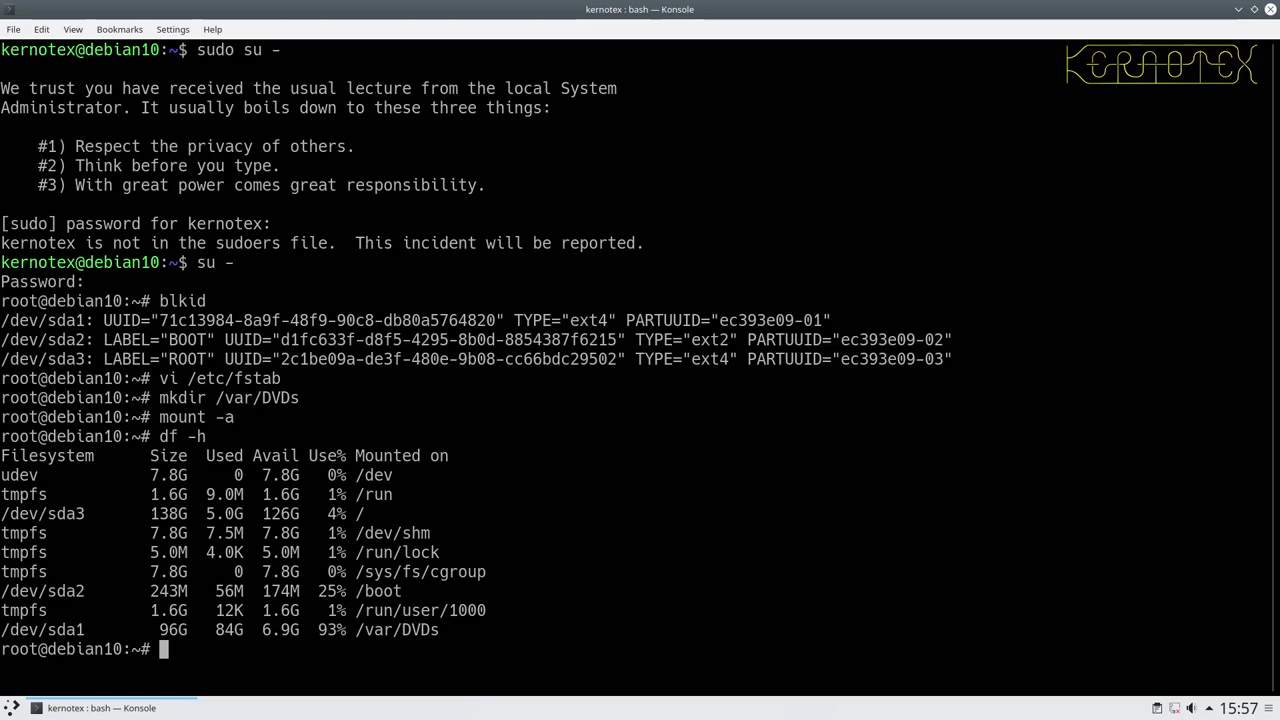 kernotex : bash — Konsole
File Edit View Bookmarks Settings Help
KERNOTEX
kernotex@debian10:~$ sudo su -
We trust you have received the usual lecture from the local System
Administrator. It usually boils down to these three things:
#1) Respect the privacy of others.
#2) Think before you type.
#3) With great power comes great responsibility.
[sudo] password for kernotex:
kernotex is not in the sudoers file.  This incident will be reported.
kernotex@debian10:~$ su -
Password:
root@debian10:~# blkid
/dev/sda1: UUID="71c13984-8a9f-48f9-90c8-db80a5764820" TYPE="ext4" PARTUUID="ec393e09-01"
/dev/sda2: LABEL="BOOT" UUID="d1fc633f-d8f5-4295-8b0d-8854387f6215" TYPE="ext2" PARTUUID="ec393e09-02"
/dev/sda3: LABEL="ROOT" UUID="2c1be09a-de3f-480e-9b08-cc66bdc29502" TYPE="ext4" PARTUUID="ec393e09-03"
root@debian10:~# vi /etc/fstab
root@debian10:~# mkdir /var/DVDs
root@debian10:~# mount -a
root@debian10:~# df -h
Filesystem      Size  Used Avail Use% Mounted on
udev            7.8G     0  7.8G   0% /dev
tmpfs           1.6G  9.0M  1.6G   1% /run
/dev/sda3       138G  5.0G  126G   4% /
tmpfs           7.8G  7.5M  7.8G   1% /dev/shm
tmpfs           5.0M  4.0K  5.0M   1% /run/lock
tmpfs           7.8G     0  7.8G   0% /sys/fs/cgroup
/dev/sda2       243M   56M  174M  25% /boot
tmpfs           1.6G   12K  1.6G   1% /run/user/1000
/dev/sda1        96G   84G  6.9G  93% /var/DVDs
root@debian10:~#
kernotex : bash — Konsole 15:57